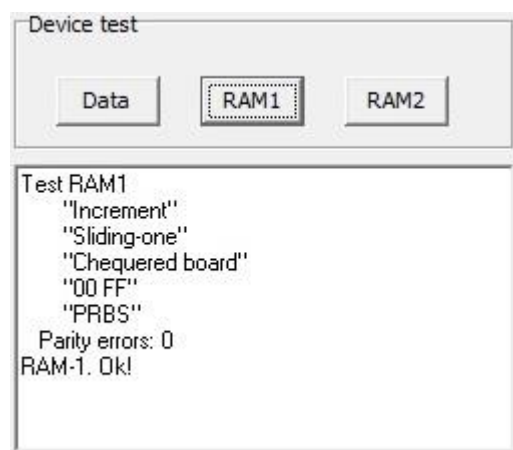 Device test
Data RAM1 RAM2
Test RAM1
"Increment"
"Sliding-one"
"Chequered board"
"00 FF"
"PRBS"
Parity errors: 0
RAM-1. Ok!